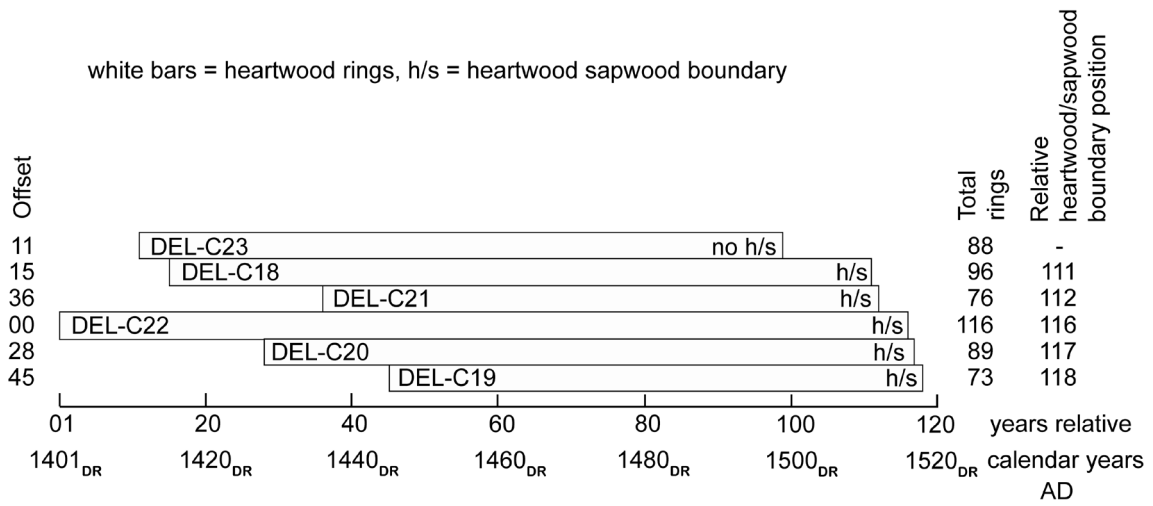 white bars = heartwood rings, h/s = heartwood sapwood boundary
Offset
Total
rings
Relative
heartwood/sapwood
boundary position
11 DEL-C23 no h/s 88 -
15 DEL-C18 h/s 96 111
36 DEL-C21 h/s 76 112
00 DEL-C22 h/s 116 116
28 DEL-C20 h/s 89 117
45 DEL-C19 h/s 73 118
01 20 40 60 80 100 120 years relative
1401DR 1420DR 1440DR 1460DR 1480DR 1500DR 1520DR calendar years
AD